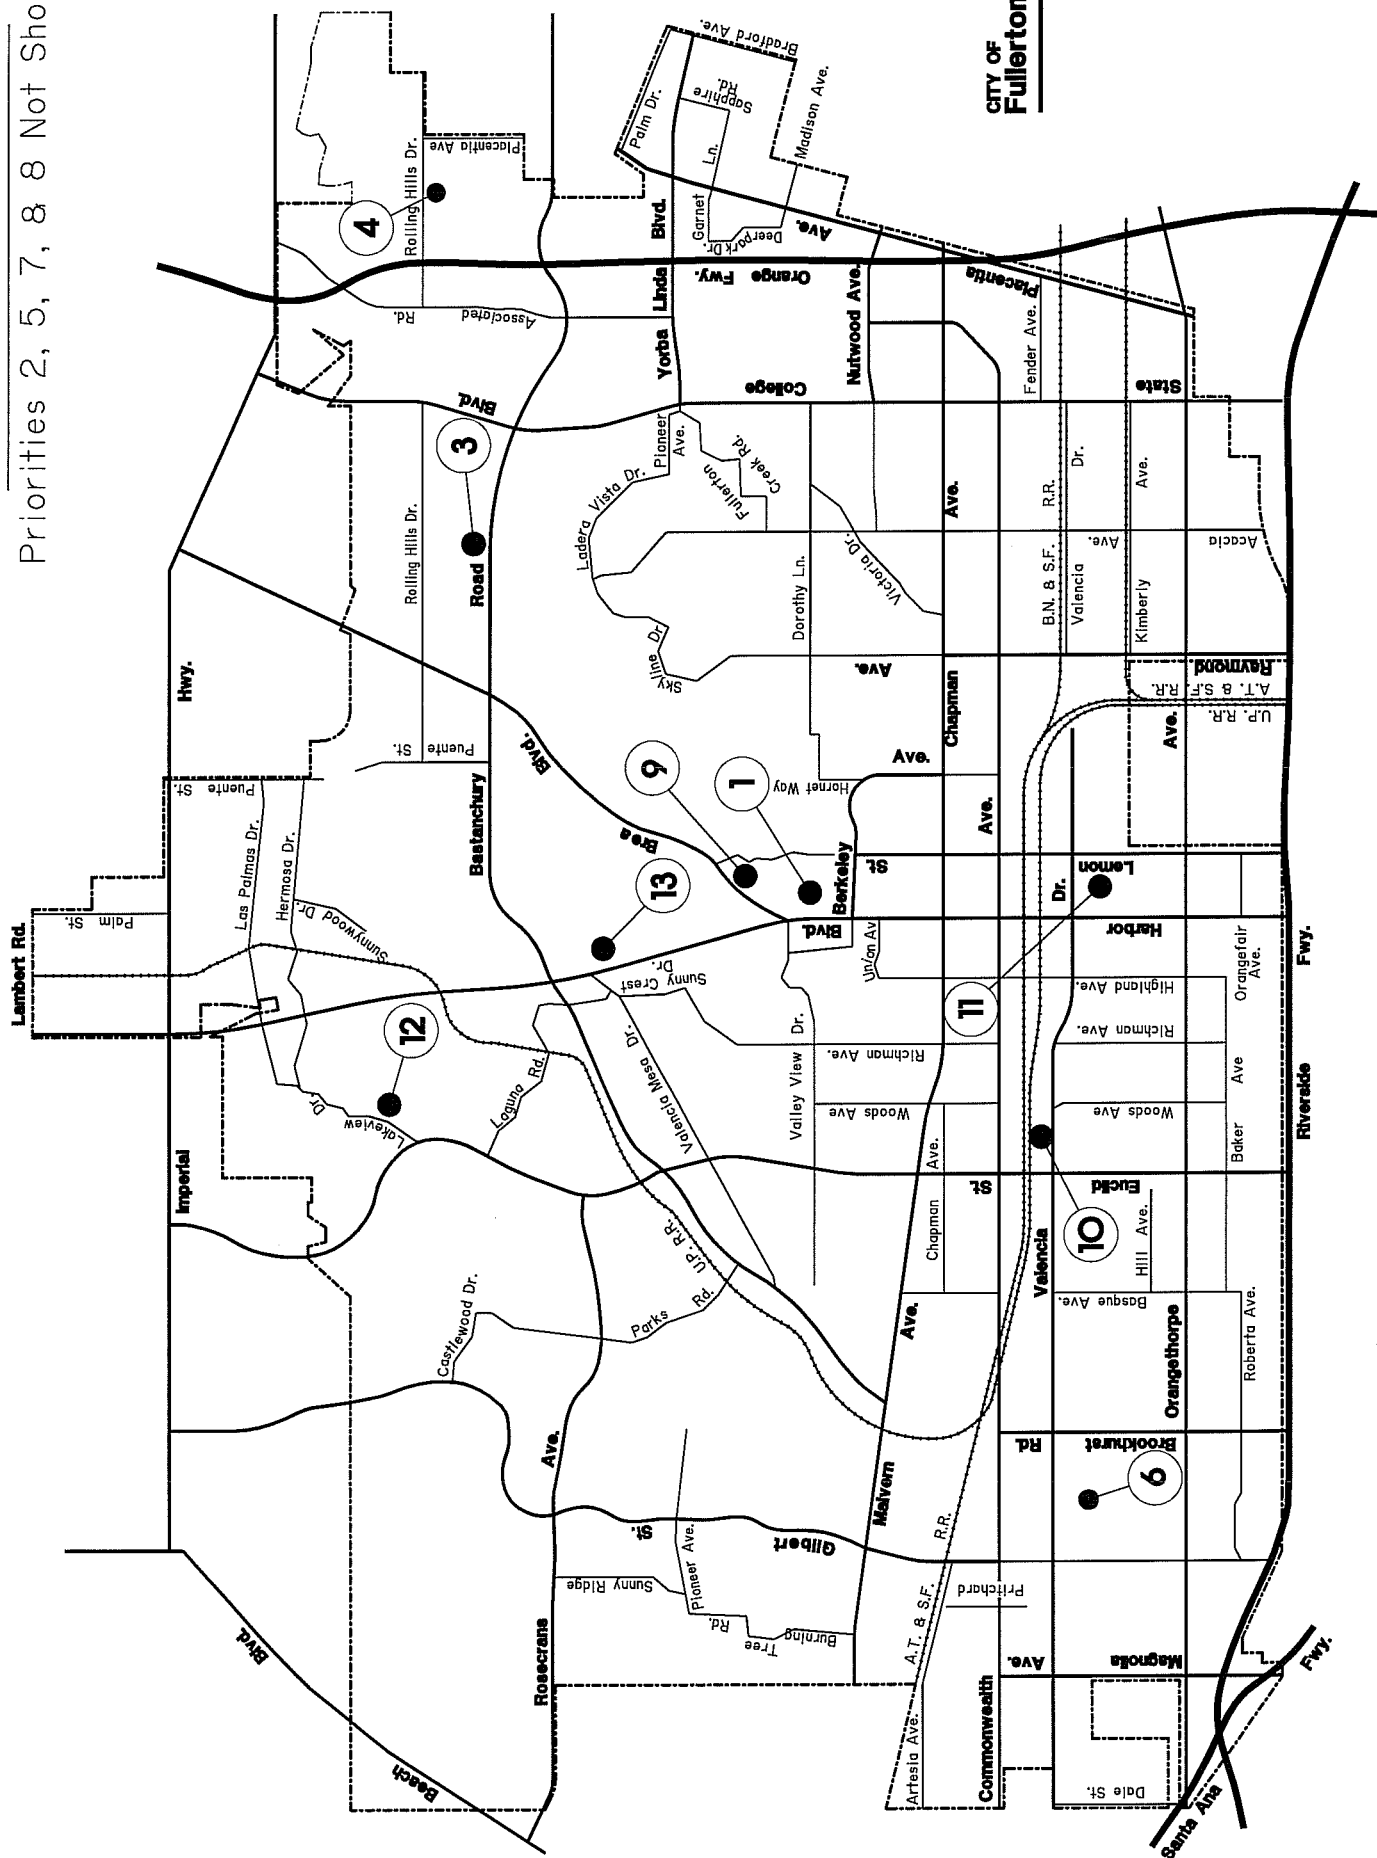 Priorities 2, 5, 7, & 8 Not Sho
CITY OF
Fullerton
Lambert Rd.
Palm St.
Puente St.
Imperial
Hwy.
Las Palmas Dr.
Hermosa Dr.
Sunnywood Dr.
Lakeview
Dr.
12
Laguna Rd.
Castlewood Dr.
Parks Rd.
U.P. R.R.
Valencia Mesa Dr.
Sunny Crest
Dr.
Bastanchury
Road
Puente St.
Rolling Hills Dr.
Rolling Hills Dr.
3
4
Placentia Ave
Associated Rd.
Blvd.
Brea
Blvd.
13
9
1
Hornet Way
Berkeley
Ave.
Skyline Dr.
Ladera Vista Dr.
Pioneer Ave.
Fullerton
Creek Rd.
Dorothy Ln.
Victoria Dr.
Yorba Linda Blvd.
Palm Dr.
Bradford Ave.
Sapphire Rd.
Garnet Ln.
Deerpark Dr.
Madison Ave.
Orange Fwy.
College
Nutwood Ave.
Ave.
Placentia
Fender Ave.
State
B.N. & S.F. R.R.
Valencia Dr.
Kimberly Ave.
Acacia
Ave.
Raymond
Ave.
A.T. & S.F. R.R.
U.P. R.R.
Chapman
Ave.
Ave.
Lemon
St
Harbor
Blvd.
Union Av
Highland Ave.
Richman Ave.
Richman Ave.
Woods Ave
Woods Ave
Valley View Dr.
11
10
Orangefair Ave.
Baker Ave
Euclid
St.
Hill Ave.
Basque Ave.
Valencia
Dr.
Orangethorpe
Ave.
Roberta Ave.
Brookhurst
Rd.
6
Chapman Ave.
Malvern
Ave.
Gilbert
St.
Pioneer Ave.
Sunny Ridge
Burning Tree Rd.
Rosecrans
Ave.
Beach
Blvd.
A.T. & S.F. R.R.
Artesia Ave.
Pritchard
Commonwealth
Magnolia
Ave.
Dale St.
Santa Ana
Fwy.
Riverside
Fwy.